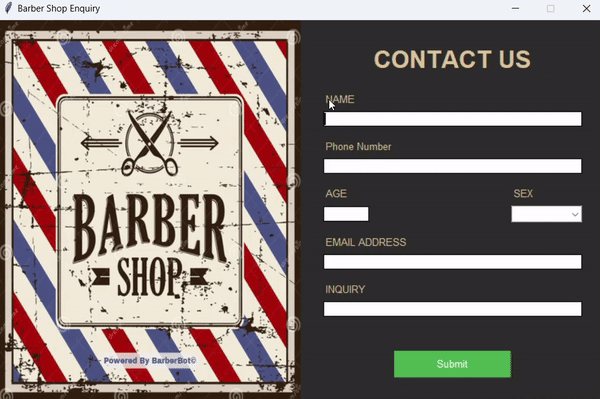 Barber Shop Enquiry
BARBER
SHOP
Powered By BarberBot©
CONTACT US
NAME
Phone Number
AGE
SEX
EMAIL ADDRESS
INQUIRY
Submit